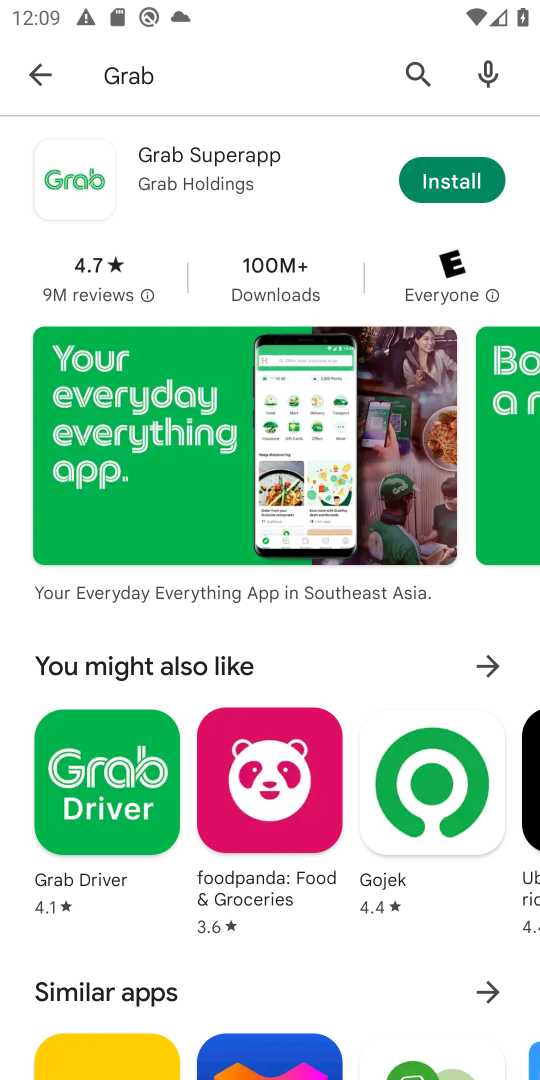 12:09
Grab
Grab
Grab Superapp
Grab Holdings
Install
4.7★
9M reviews
100M+
Downloads
E
Everyone
Your
everyday
everything
app.
Bo
a r
Your Everyday Everything App in Southeast Asia.
You might also like
Grab
Driver
Grab Driver
4.1★
foodpanda: Food
& Groceries
3.6★
Gojek
4.4★
Ub
rid
4.4
Similar apps